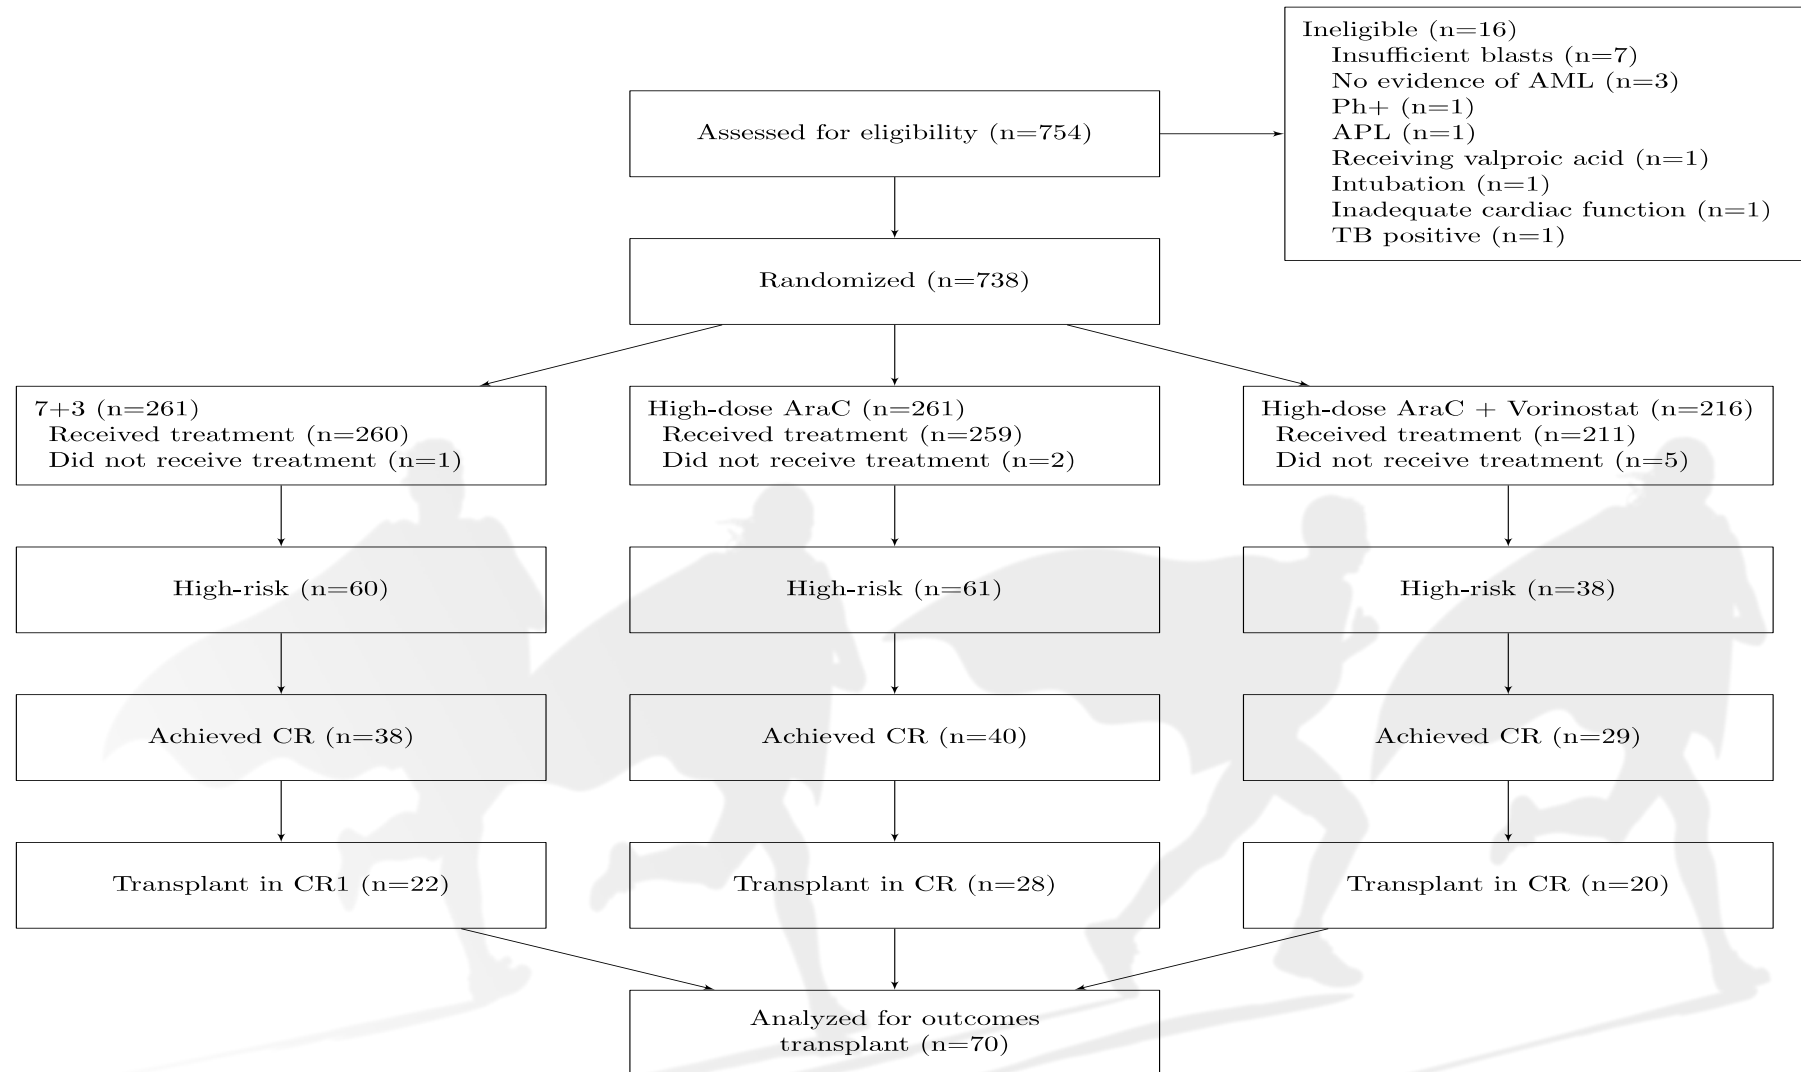 Ineligible (n=16)
Insufficient blasts (n=7)
No evidence of AML (n=3)
Ph+ (n=1)
APL (n=1)
Receiving valproic acid (n=1)
Intubation (n=1)
Inadequate cardiac function (n=1)
TB positive (n=1)
Assessed for eligibility (n=754)
Randomized (n=738)
7+3 (n=261)
Received treatment (n=260)
Did not receive treatment (n=1)
High-dose AraC (n=261)
Received treatment (n=259)
Did not receive treatment (n=2)
High-dose AraC + Vorinostat (n=216)
Received treatment (n=211)
Did not receive treatment (n=5)
High-risk (n=60)
High-risk (n=61)
High-risk (n=38)
Achieved CR (n=38)
Achieved CR (n=40)
Achieved CR (n=29)
Transplant in CR1 (n=22)
Transplant in CR (n=28)
Transplant in CR (n=20)
Analyzed for outcomes
transplant (n=70)